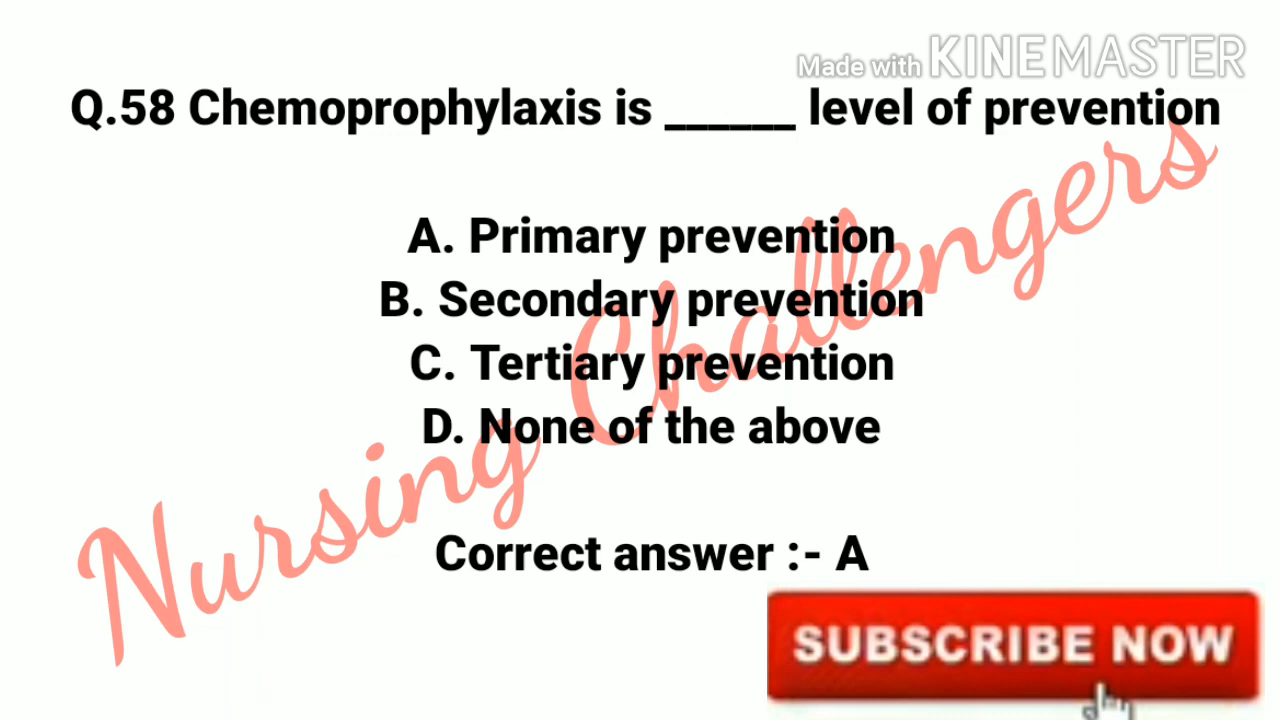 Made with KINEMASTER
Q.58 Chemoprophylaxis is ______ level of prevention
A. Primary prevention
B. Secondary prevention
C. Tertiary prevention
D. None of the above
Nursing Challengers
Correct answer :- A
SUBSCRIBE NOW